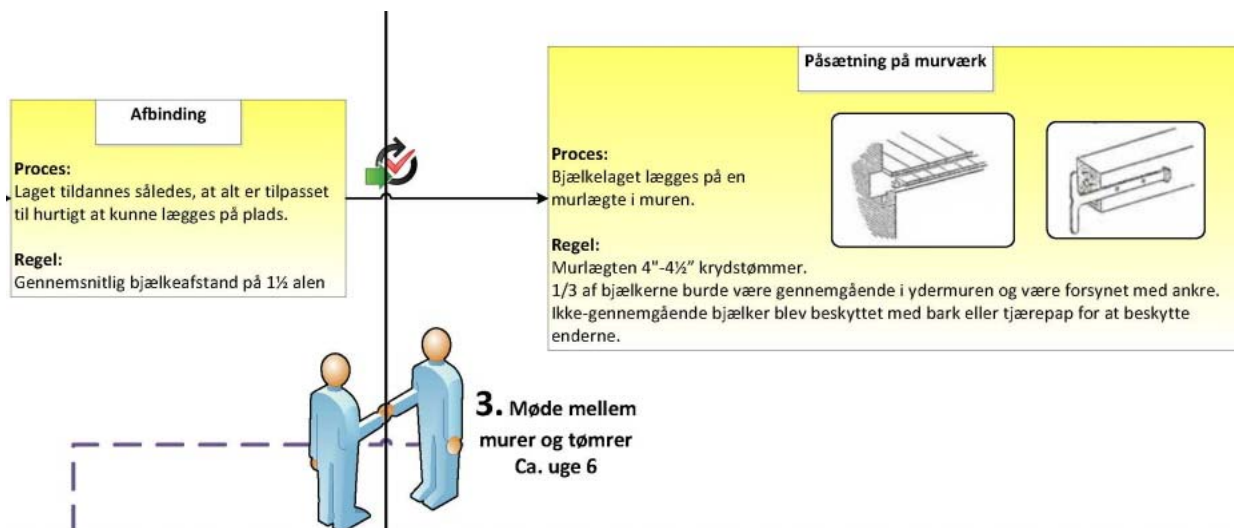 Afbinding
Proces:
Laget tildannes således, at alt er tilpasset
til hurtigt at kunne lægges på plads.
Regel:
Gennemsnitlig bjælkeafstand på 1½ alen
Påsætning på murværk
Proces:
Bjælkelaget lægges på en
murlægte i muren.
Regel:
Murlægten 4"-4½" krydstømmer.
1/3 af bjælkerne burde være gennemgående i ydermuren og være forsynet med ankre.
Ikke-gennemgående bjælker blev beskyttet med bark eller tjærepap for at beskytte
enderne.
3. Møde mellem
murer og tømrer
Ca. uge 6